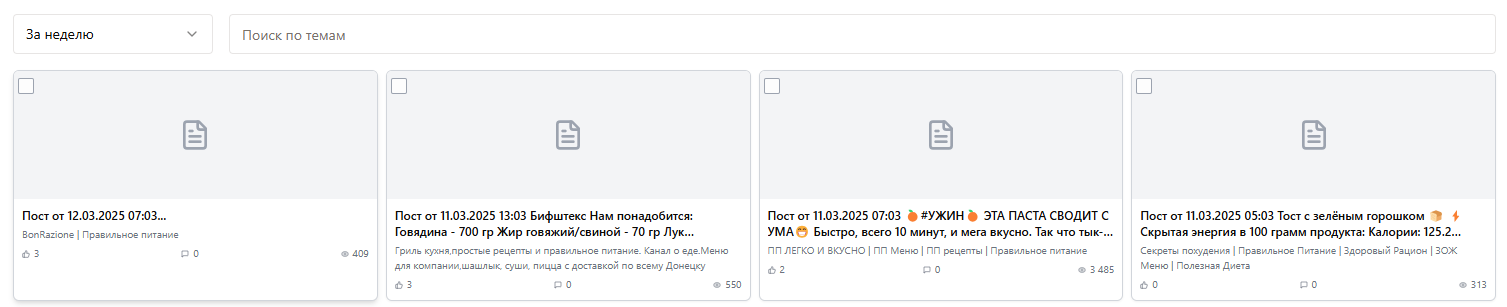 За неделю
Поиск по темам
Пост от 12.03.2025 07:03...
BonRazione | Правильное питание
3 0 409
Пост от 11.03.2025 13:03 Бифштекс Нам понадобится:
Говядина - 700 гр Жир говяжий/свиной - 70 гр Лук...
Гриль кухня,простые рецепты и правильное питание. Канал о еде.Меню
для компании,шашлык, суши, пицца с доставкой по всему Донецку
3 0 550
Пост от 11.03.2025 07:03 🍊#УЖИН🍊 ЭТА ПАСТА СВОДИТ С
УМА😁 Быстро, всего 10 минут, и мега вкусно. Так что тык-...
ПП ЛЕГКО И ВКУСНО | ПП Меню | ПП рецепты | Правильное питание
2 0 3 485
Пост от 11.03.2025 05:03 Тост с зелёным горошком 🍞 ⚡
Скрытая энергия в 100 грамм продукта: Калории: 125.2...
Секреты похудения | Правильное Питание | Здоровый Рацион | ЗОЖ
Меню | Полезная Диета
0 0 313